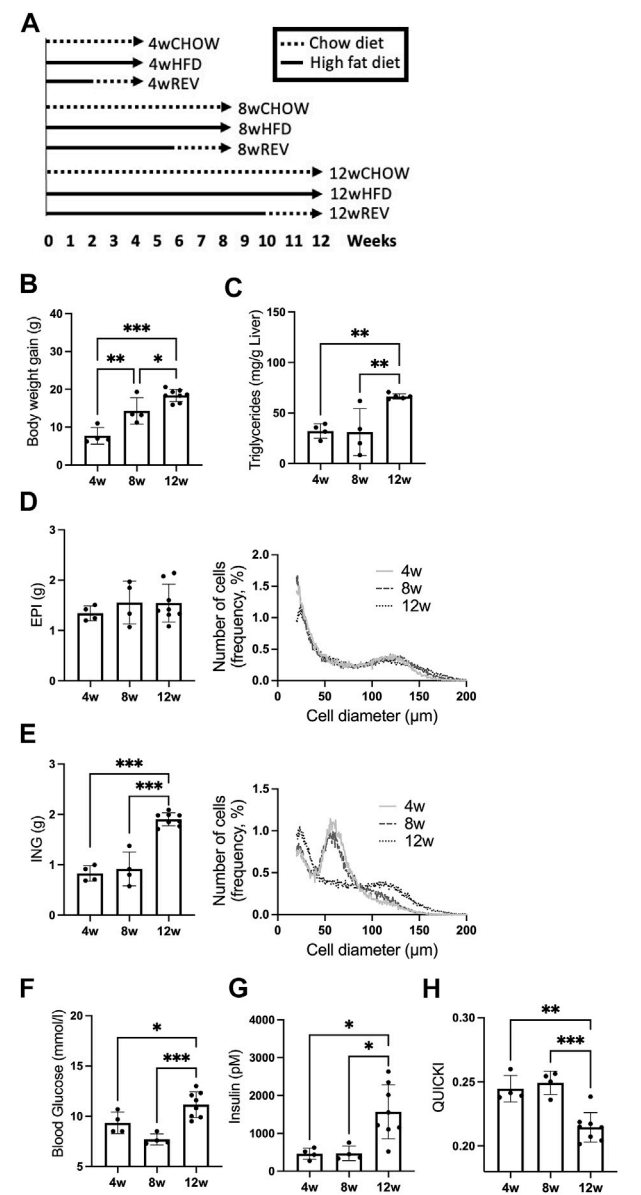 A
4wCHOW
4wHFD
4wREV
Chow diet
High fat diet
8wCHOW
8wHFD
8wREV
12wCHOW
12wHFD
12wREV
0 1 2 3 4 5 6 7 8 9 10 11 12 Weeks
B
Body weight gain (g)
40
30
20
10
0
***
** *
4w 8w 12w
C
Triglycerides (mg/g Liver)
150
100
50
0
**
**
4w 8w 12w
D
EPI (g)
3
2
1
0
4w 8w 12w
Number of cells
(frequency, %)
2.0
1.5
1.0
0.5
0.0
4w
8w
12w
0 50 100 150 200
Cell diameter (µm)
E
ING (g)
3
2
1
0
***
***
4w 8w 12w
Number of cells
(frequency, %)
1.5
1.0
0.5
0.0
4w
8w
12w
0 50 100 150 200
Cell diameter (µm)
F
Blood Glucose (mmol/l)
20
15
10
5
*
***
4w 8w 12w
G
Insulin (pM)
4000
3000
2000
1000
0
*
*
4w 8w 12w
H
QUICKI
0.30
0.25
0.20
**
***
4w 8w 12w